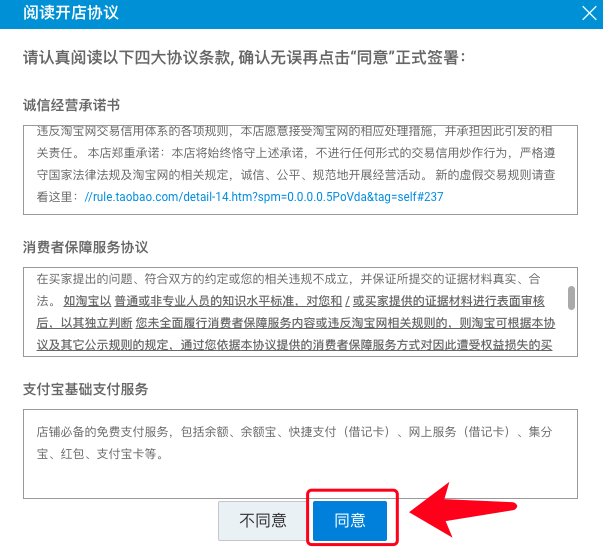 阅读开店协议
请认真阅读以下四大协议条款, 确认无误再点击“同意”正式签署：
诚信经营承诺书
违反淘宝网交易信用体系的各项规则，本店愿意接受淘宝网的相应处理措施，并承担因此引发的相
关责任。 本店郑重承诺：本店将始终恪守上述承诺，不进行任何形式的交易信用炒作行为，严格遵
守国家法律法规及淘宝网的相关规定，诚信、公平、规范地开展经营活动。 新的虚假交易规则请查
看这里： //rule.taobao.com/detail-14.htm?spm=0.0.0.0.5PoVda&tag=self#237
消费者保障服务协议
在买家提出的问题、符合双方的约定或您的相关违规不成立，并保证所提交的证据材料真实、合
法。 如淘宝以 普通或非专业人员的知识水平标准，对您和 / 或买家提供的证据材料进行表面审核
后，以其独立判断 您未全面履行消费者保障服务内容或违反淘宝网相关规则的，则淘宝可根据本协
议及其它公示规则的规定，通过您依据本协议提供的消费者保障服务方式对因此遭受权益损失的买
支付宝基础支付服务
店铺必备的免费支付服务，包括余额、余额宝、快捷支付（借记卡）、网上服务（借记卡）、集分
宝、红包、支付宝卡等。
不同意
同意